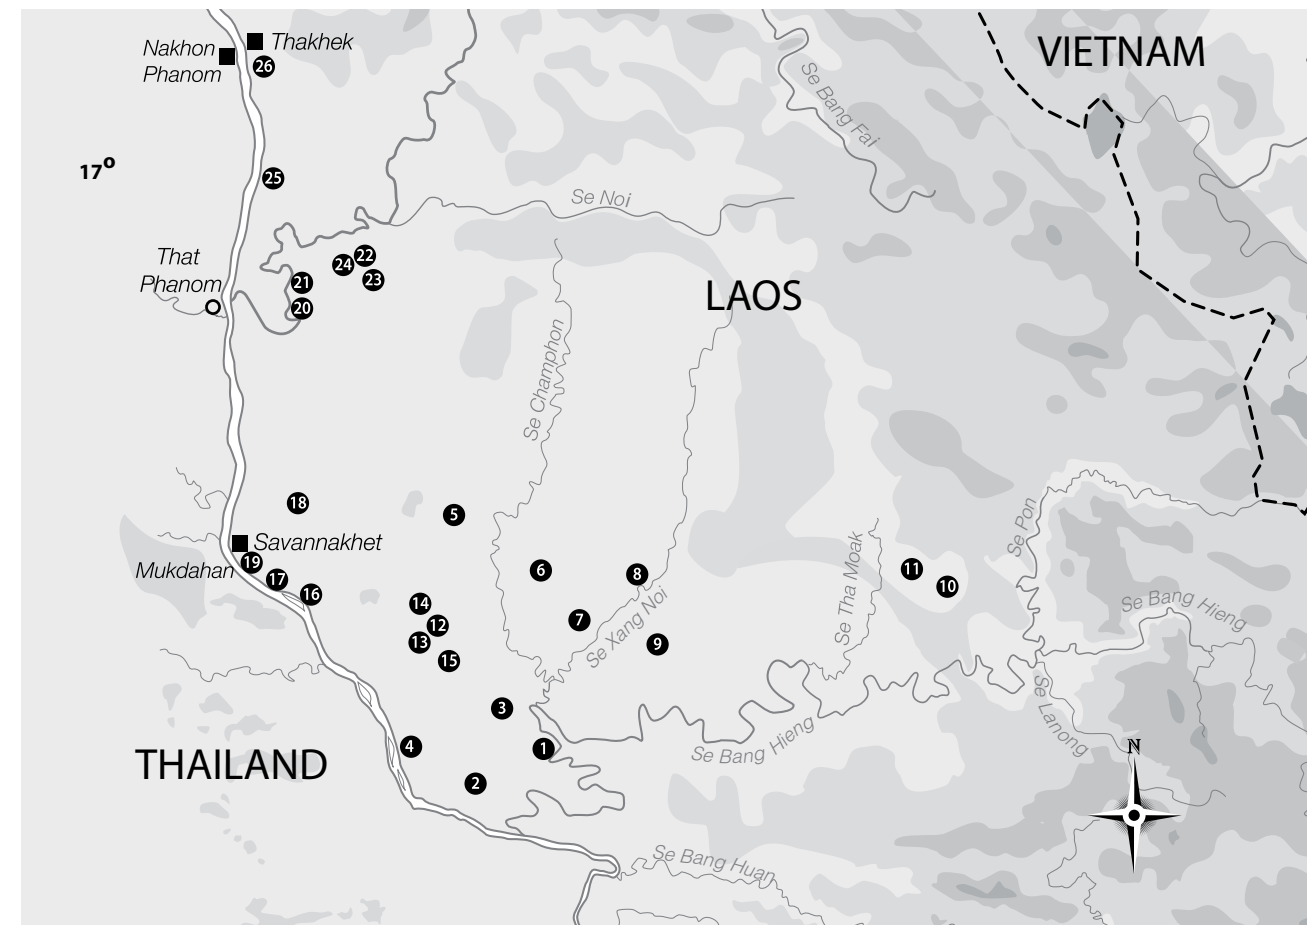 VIETNAM
Nakhon
Phanom
Thakhek
26
Se Bang Fai
17°
25
Se Noi
That
Phanom
22
24
23
21
20
LAOS
Se Champhon
18
5
Savannakhet
Se Pon
Mukdahan
19
17
16
6
8
11
10
Se Tha Moak
14
12
13
15
7
9
Se Xang Noi
Se Bang Hieng
3
4
1
2
Se Bang Hieng
Se Lanong
THAILAND
N
Se Bang Huan